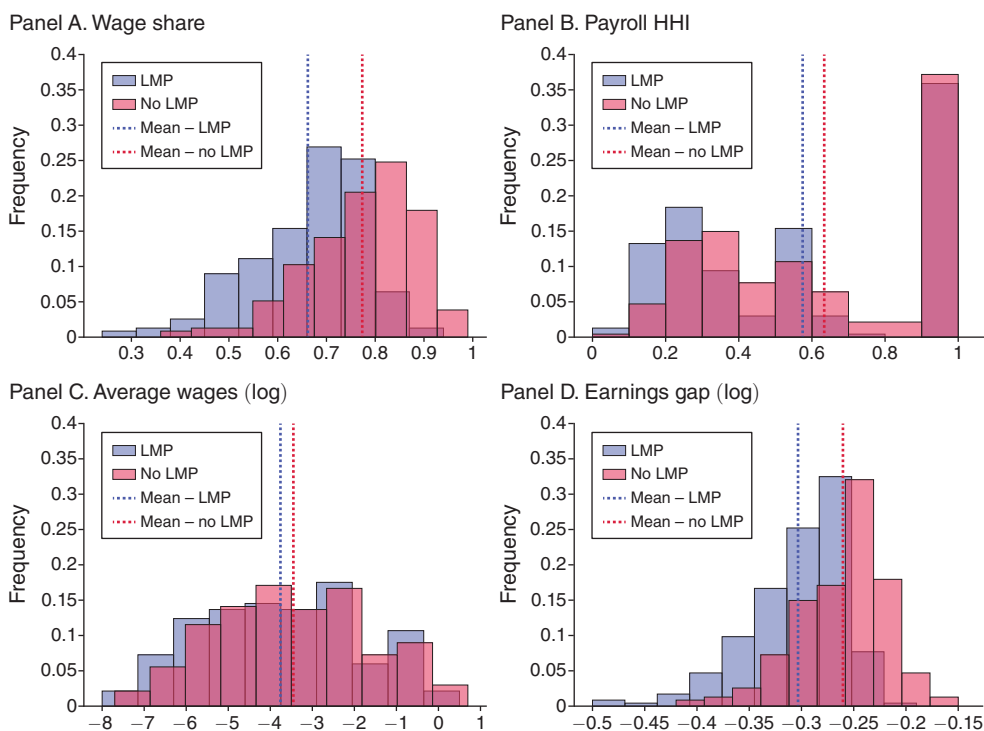 Panel A. Wage share
Frequency
0.4
0.35
0.3
0.25
0.2
0.15
0.1
0.05
0
LMP
No LMP
Mean – LMP
Mean – no LMP
0.3 0.4 0.5 0.6 0.7 0.8 0.9 1
Panel B. Payroll HHI
Frequency
0.4
0.35
0.3
0.25
0.2
0.15
0.1
0.05
0
LMP
No LMP
Mean – LMP
Mean – no LMP
0 0.2 0.4 0.6 0.8 1
Panel C. Average wages (log)
Frequency
0.4
0.35
0.3
0.25
0.2
0.15
0.1
0.05
0
LMP
No LMP
Mean – LMP
Mean – no LMP
−8 −7 −6 −5 −4 −3 −2 −1 0 1
Panel D. Earnings gap (log)
Frequency
0.4
0.35
0.3
0.25
0.2
0.15
0.1
0.05
0
LMP
No LMP
Mean – LMP
Mean – no LMP
−0.5 −0.45 −0.4 −0.35 −0.3 −0.25 −0.2 −0.15